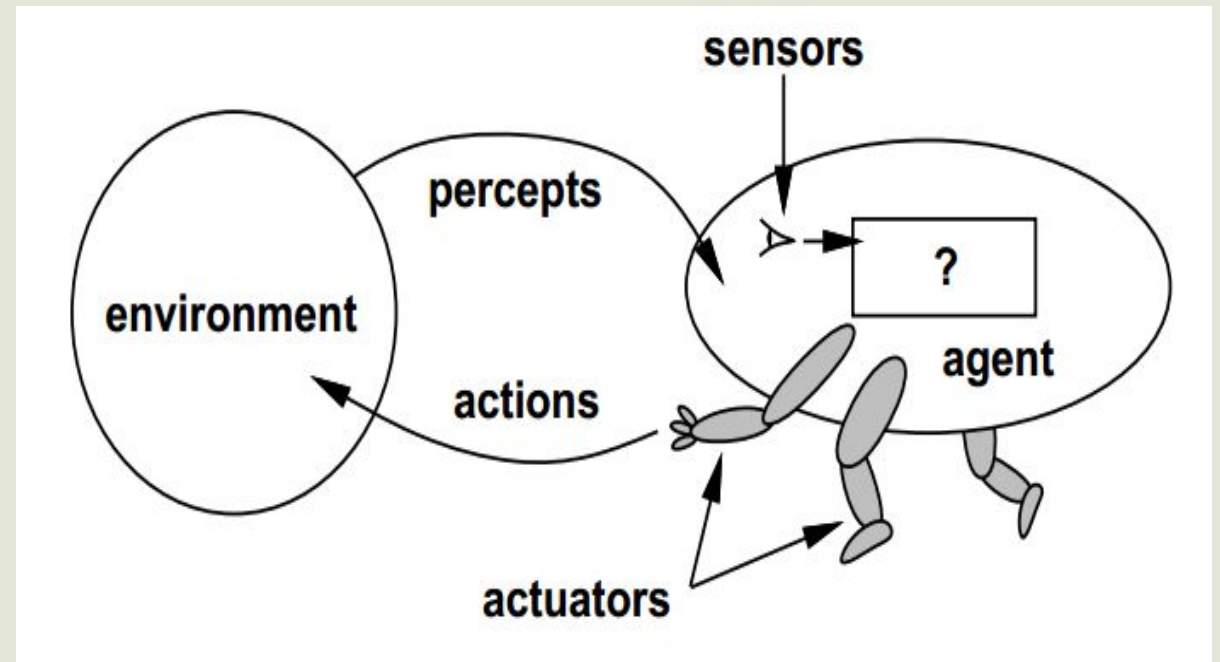 sensors
percepts
?
environment
agent
actions
actuators